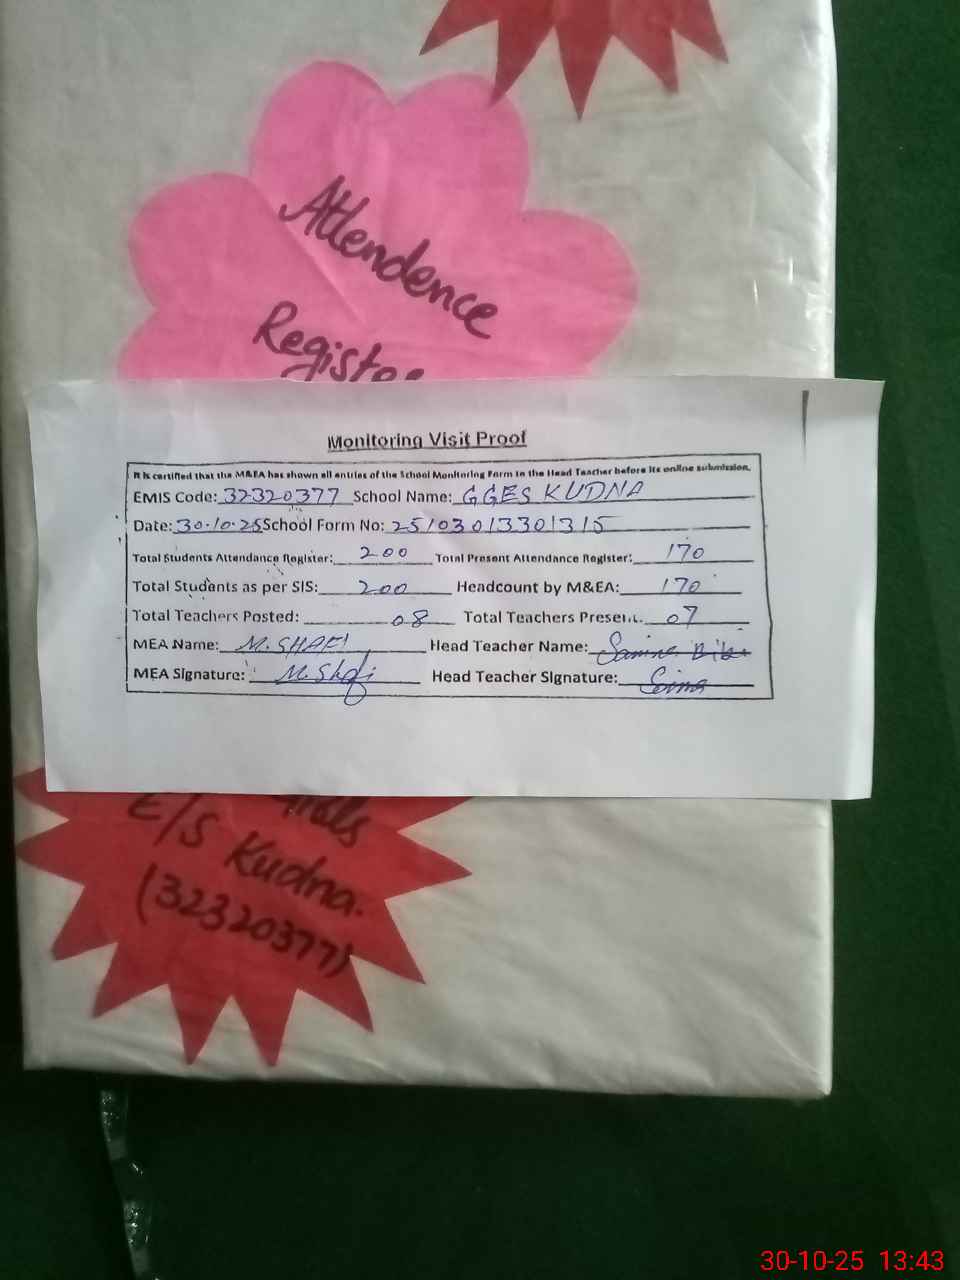 Attendence
Register
Monitoring Visit Proof
It is certified that the M&EA has shown all entries of the School Monitoring Form to the Head Teacher before its online submission.
EMIS Code: 32320377 School Name: GGES KUDNA
Date: 30.10.25 School Form No: 25103013301315
Total Students Attendance Register: 200 Total Present Attendance Register: 170
Total Students as per SIS: 200 Headcount by M&EA: 170
Total Teachers Posted: 08 Total Teachers Present: 07
MEA Name: M.SHAFI Head Teacher Name: Bibi
MEA Signature: M.Shafi Head Teacher Signature:
E/S Kudna.
(32320377)
30-10-25 13:43